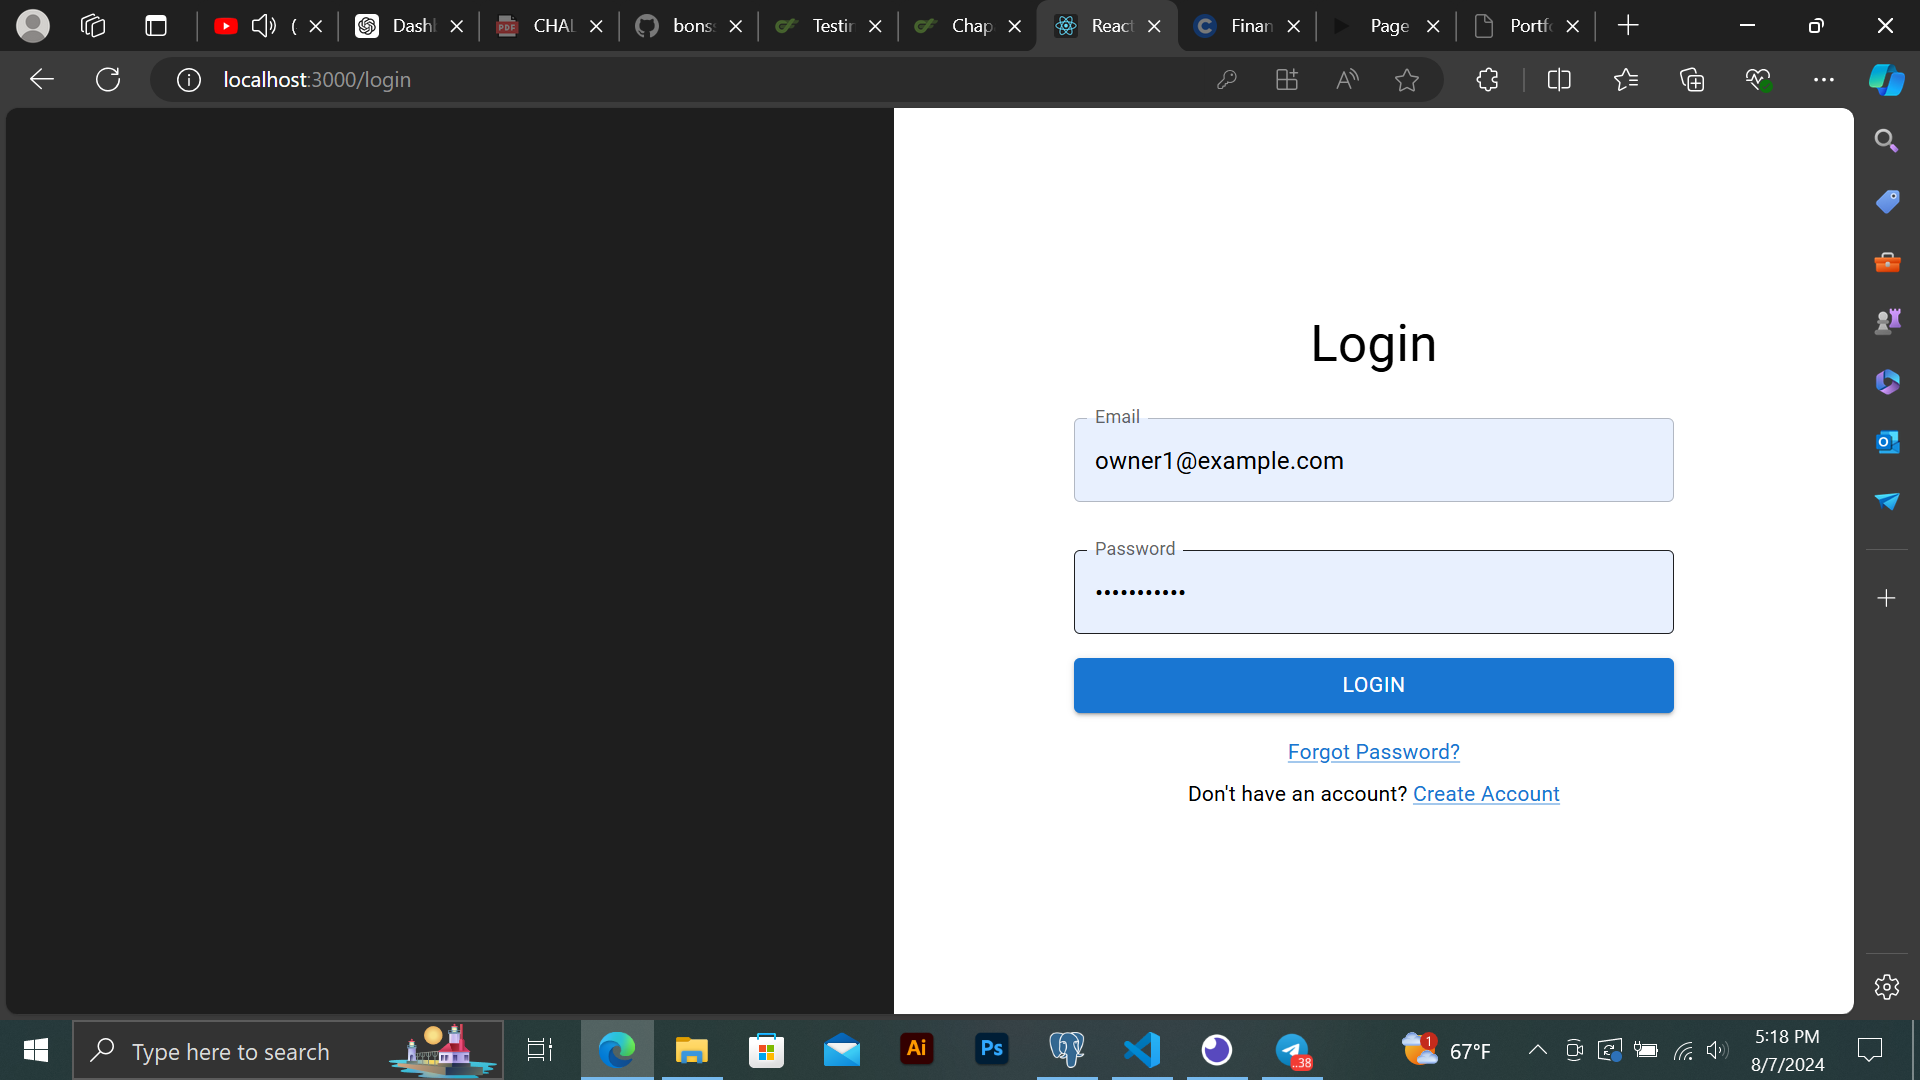 ( Dashl CHAL bons: Testin Chap React Finan Page Portfo
localhost:3000/login
Login
Email
owner1@example.com
Password
LOGIN
Forgot Password?
Don't have an account? Create Account
Type here to search
Ai
Ps
..38
1
67°F
5:18 PM
8/7/2024